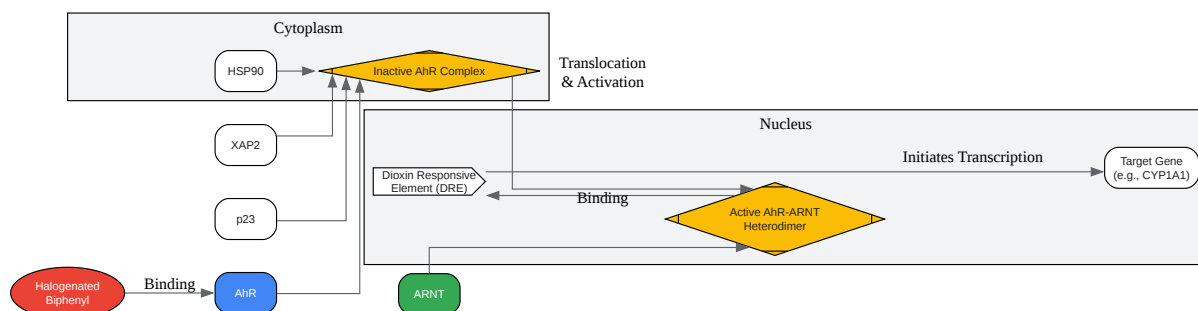 Cytoplasm
HSP90
Inactive AhR Complex
Translocation
& Activation
XAP2
Nucleus
Initiates Transcription
Target Gene
(e.g., CYP1A1)
Dioxin Responsive
Element (DRE)
Binding
p23
Active AhR-ARNT
Heterodimer
Halogenated
Biphenyl
Binding
AhR
ARNT